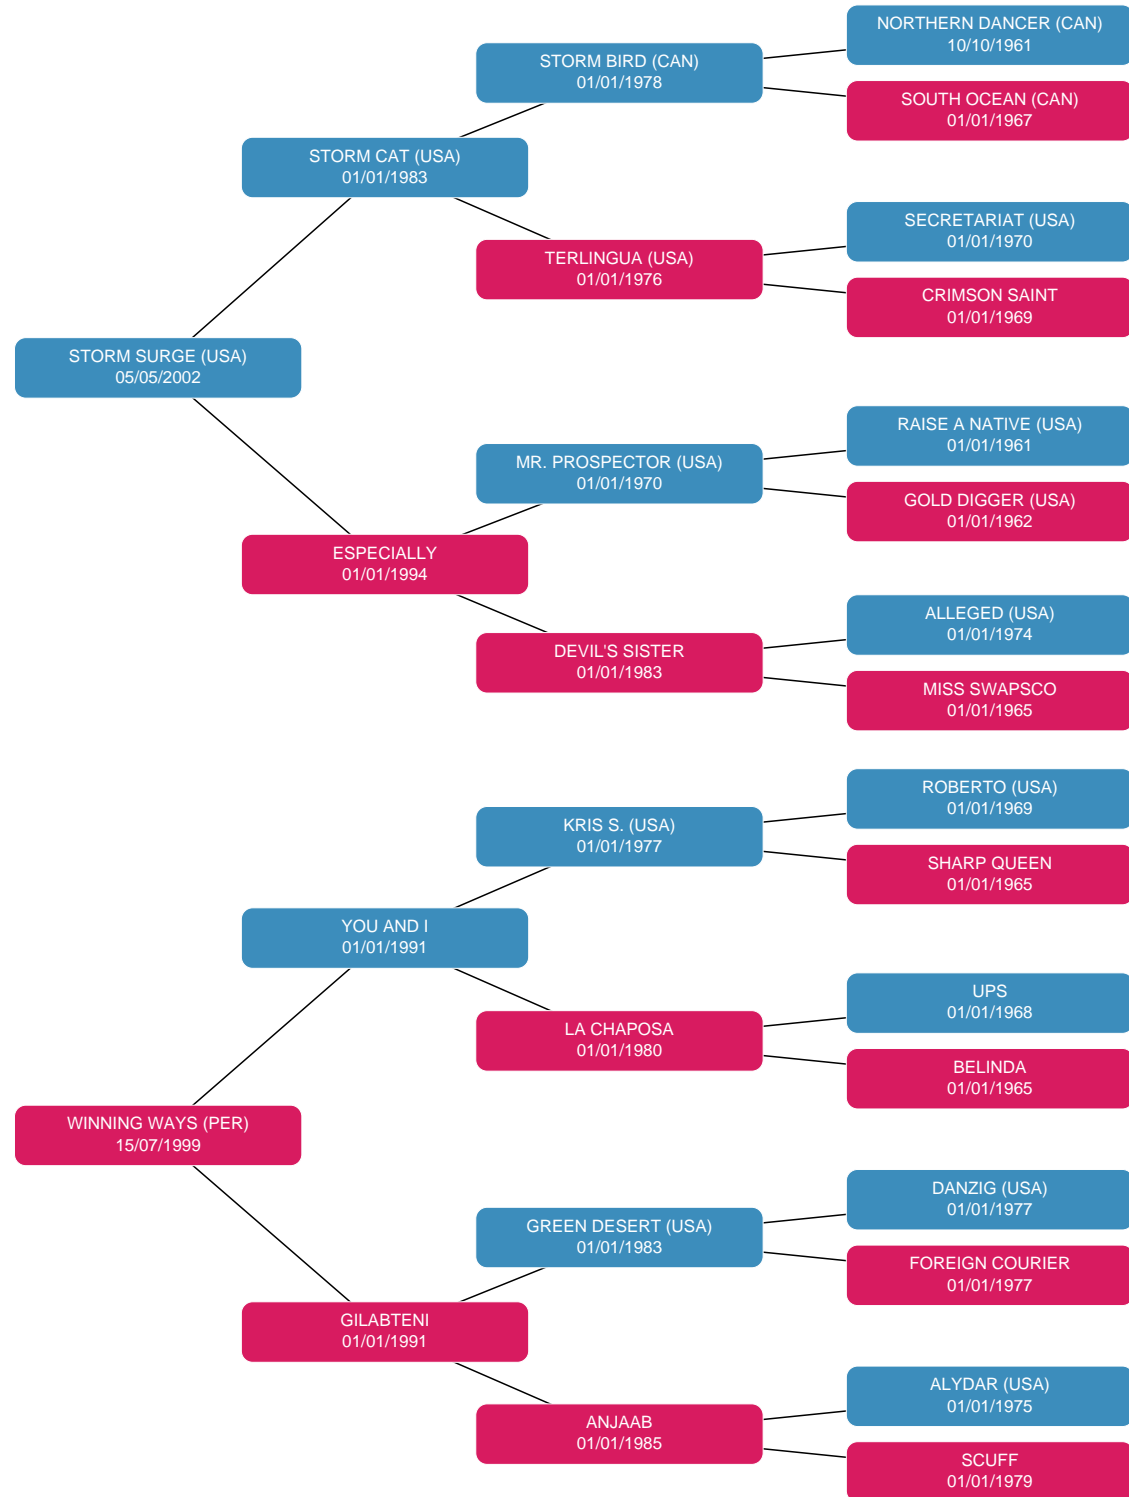 NORTHERN DANCER (CAN)
10/10/1961
STORM BIRD (CAN)
01/01/1978
SOUTH OCEAN (CAN)
01/01/1967
STORM CAT (USA)
01/01/1983
SECRETARIAT (USA)
01/01/1970
TERLINGUA (USA)
01/01/1976
CRIMSON SAINT
01/01/1969
STORM SURGE (USA)
05/05/2002
RAISE A NATIVE (USA)
01/01/1961
MR. PROSPECTOR (USA)
01/01/1970
GOLD DIGGER (USA)
01/01/1962
ESPECIALLY
01/01/1994
ALLEGED (USA)
01/01/1974
DEVIL'S SISTER
01/01/1983
MISS SWAPSCO
01/01/1965
ROBERTO (USA)
01/01/1969
KRIS S. (USA)
01/01/1977
SHARP QUEEN
01/01/1965
YOU AND I
01/01/1991
UPS
01/01/1968
LA CHAPOSA
01/01/1980
BELINDA
01/01/1965
WINNING WAYS (PER)
15/07/1999
DANZIG (USA)
01/01/1977
GREEN DESERT (USA)
01/01/1983
FOREIGN COURIER
01/01/1977
GILABTENI
01/01/1991
ALYDAR (USA)
01/01/1975
ANJAAB
01/01/1985
SCUFF
01/01/1979